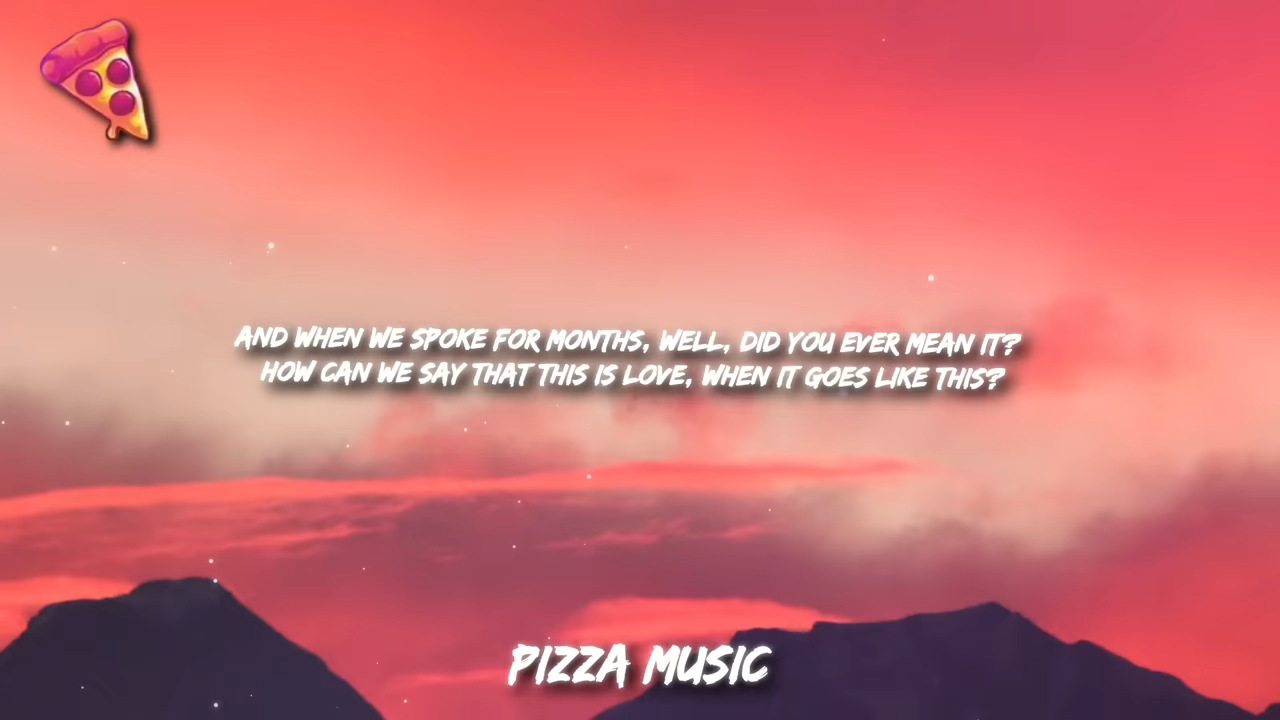 AND WHEN WE SPOKE FOR MONTHS, WELL, DID YOU EVER MEAN IT?
HOW CAN WE SAY THAT THIS IS LOVE, WHEN IT GOES LIKE THIS?
PIZZA MUSIC